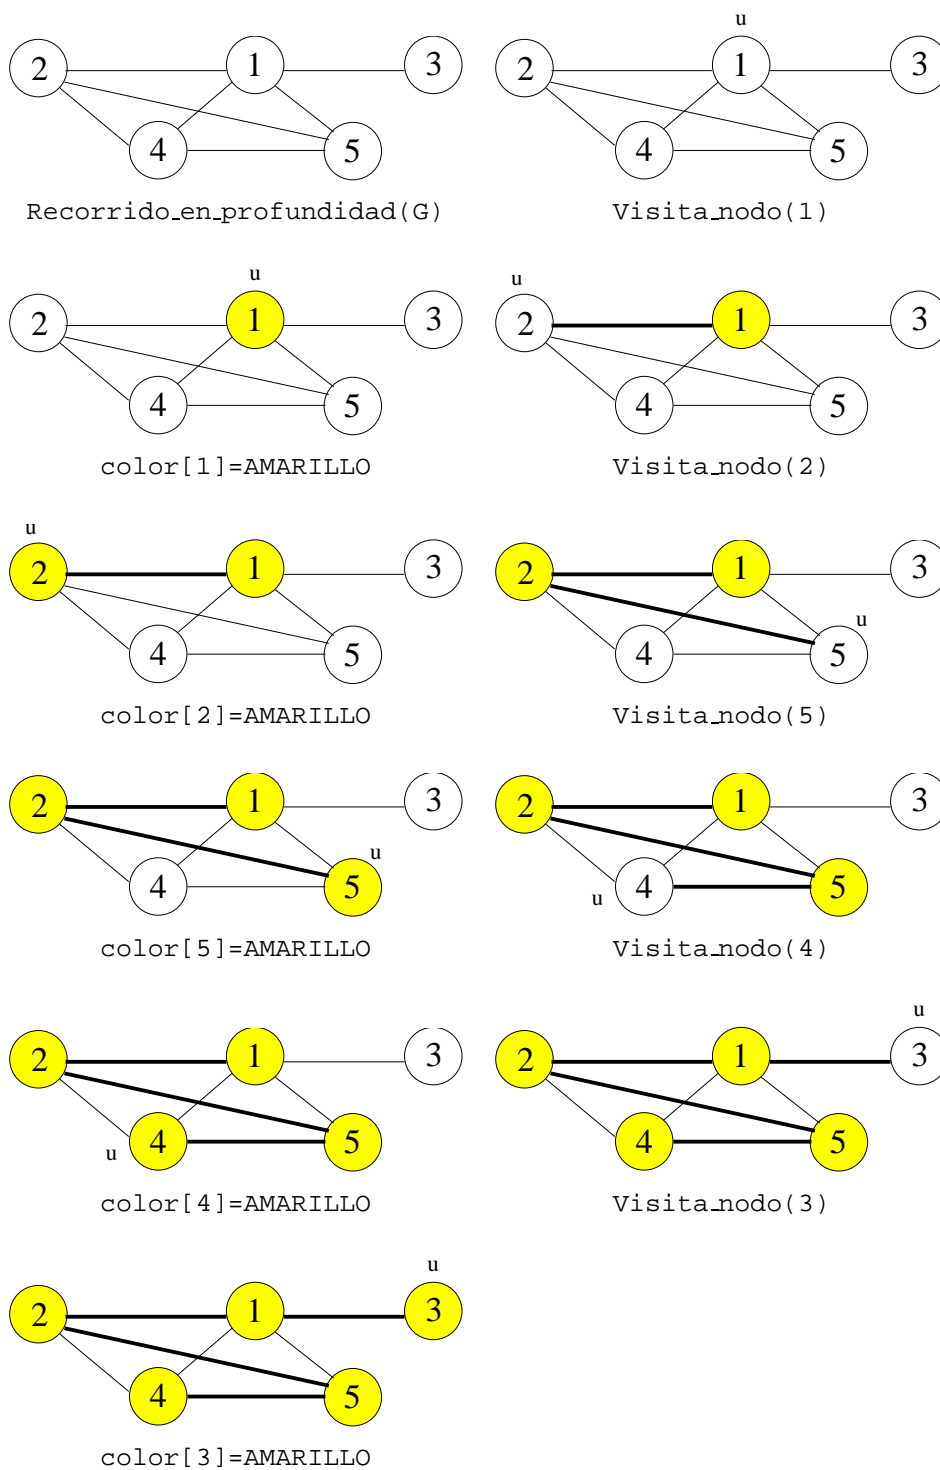 u
2 1 3 2 1 3
4 5 4 5
Recorrido_en_profundidad(G) Visita_nodo(1)
u u
2 1 3 2 1 3
4 5 4 5
color[1]=AMARILLO Visita_nodo(2)
u
2 1 3 2 1 3
u
4 5 4 5
color[2]=AMARILLO Visita_nodo(5)
2 1 3 2 1 3
u
4 5 u 4 5
color[5]=AMARILLO Visita_nodo(4)
u
2 1 3 2 1 3
u 4 5 4 5
color[4]=AMARILLO Visita_nodo(3)
u
2 1 3
4 5
color[3]=AMARILLO